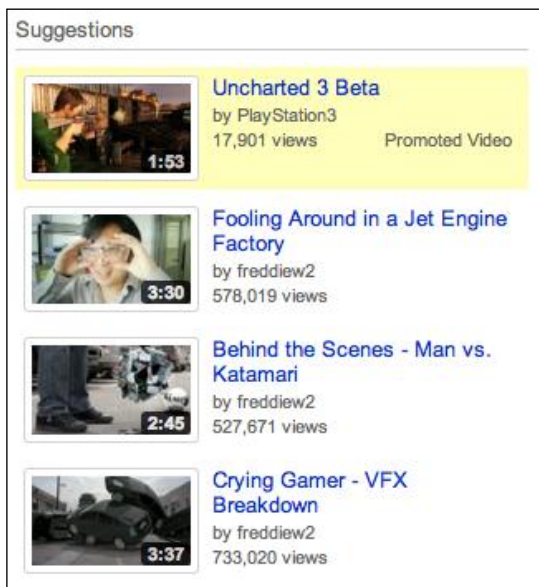 Suggestions
1:53
Uncharted 3 Beta
by PlayStation3
17,901 views Promoted Video
3:30
Fooling Around in a Jet Engine
Factory
by freddiew2
578,019 views
2:45
Behind the Scenes - Man vs.
Katamari
by freddiew2
527,671 views
3:37
Crying Gamer - VFX
Breakdown
by freddiew2
733,020 views